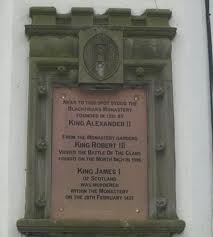 NEAR TO THIS SPOT STOOD THE
BLACKFRIARS MONASTERY
FOUNDED IN 1231 BY
KING ALEXANDER II
FROM THE MONASTERY GARDENS
KING ROBERT III
VIEWED THE BATTLE OF THE CLANS
FOUGHT ON THE NORTH INCH IN 1396
KING JAMES I
OF SCOTLAND
WAS MURDERED
WITHIN THE MONASTERY
ON THE 20TH FEBRUARY 1437